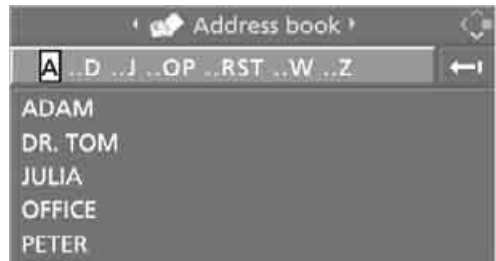 Address book
A ..D ..J ..OP ..RST ..W ..Z
ADAM
DR. TOM
JULIA
OFFICE
PETER